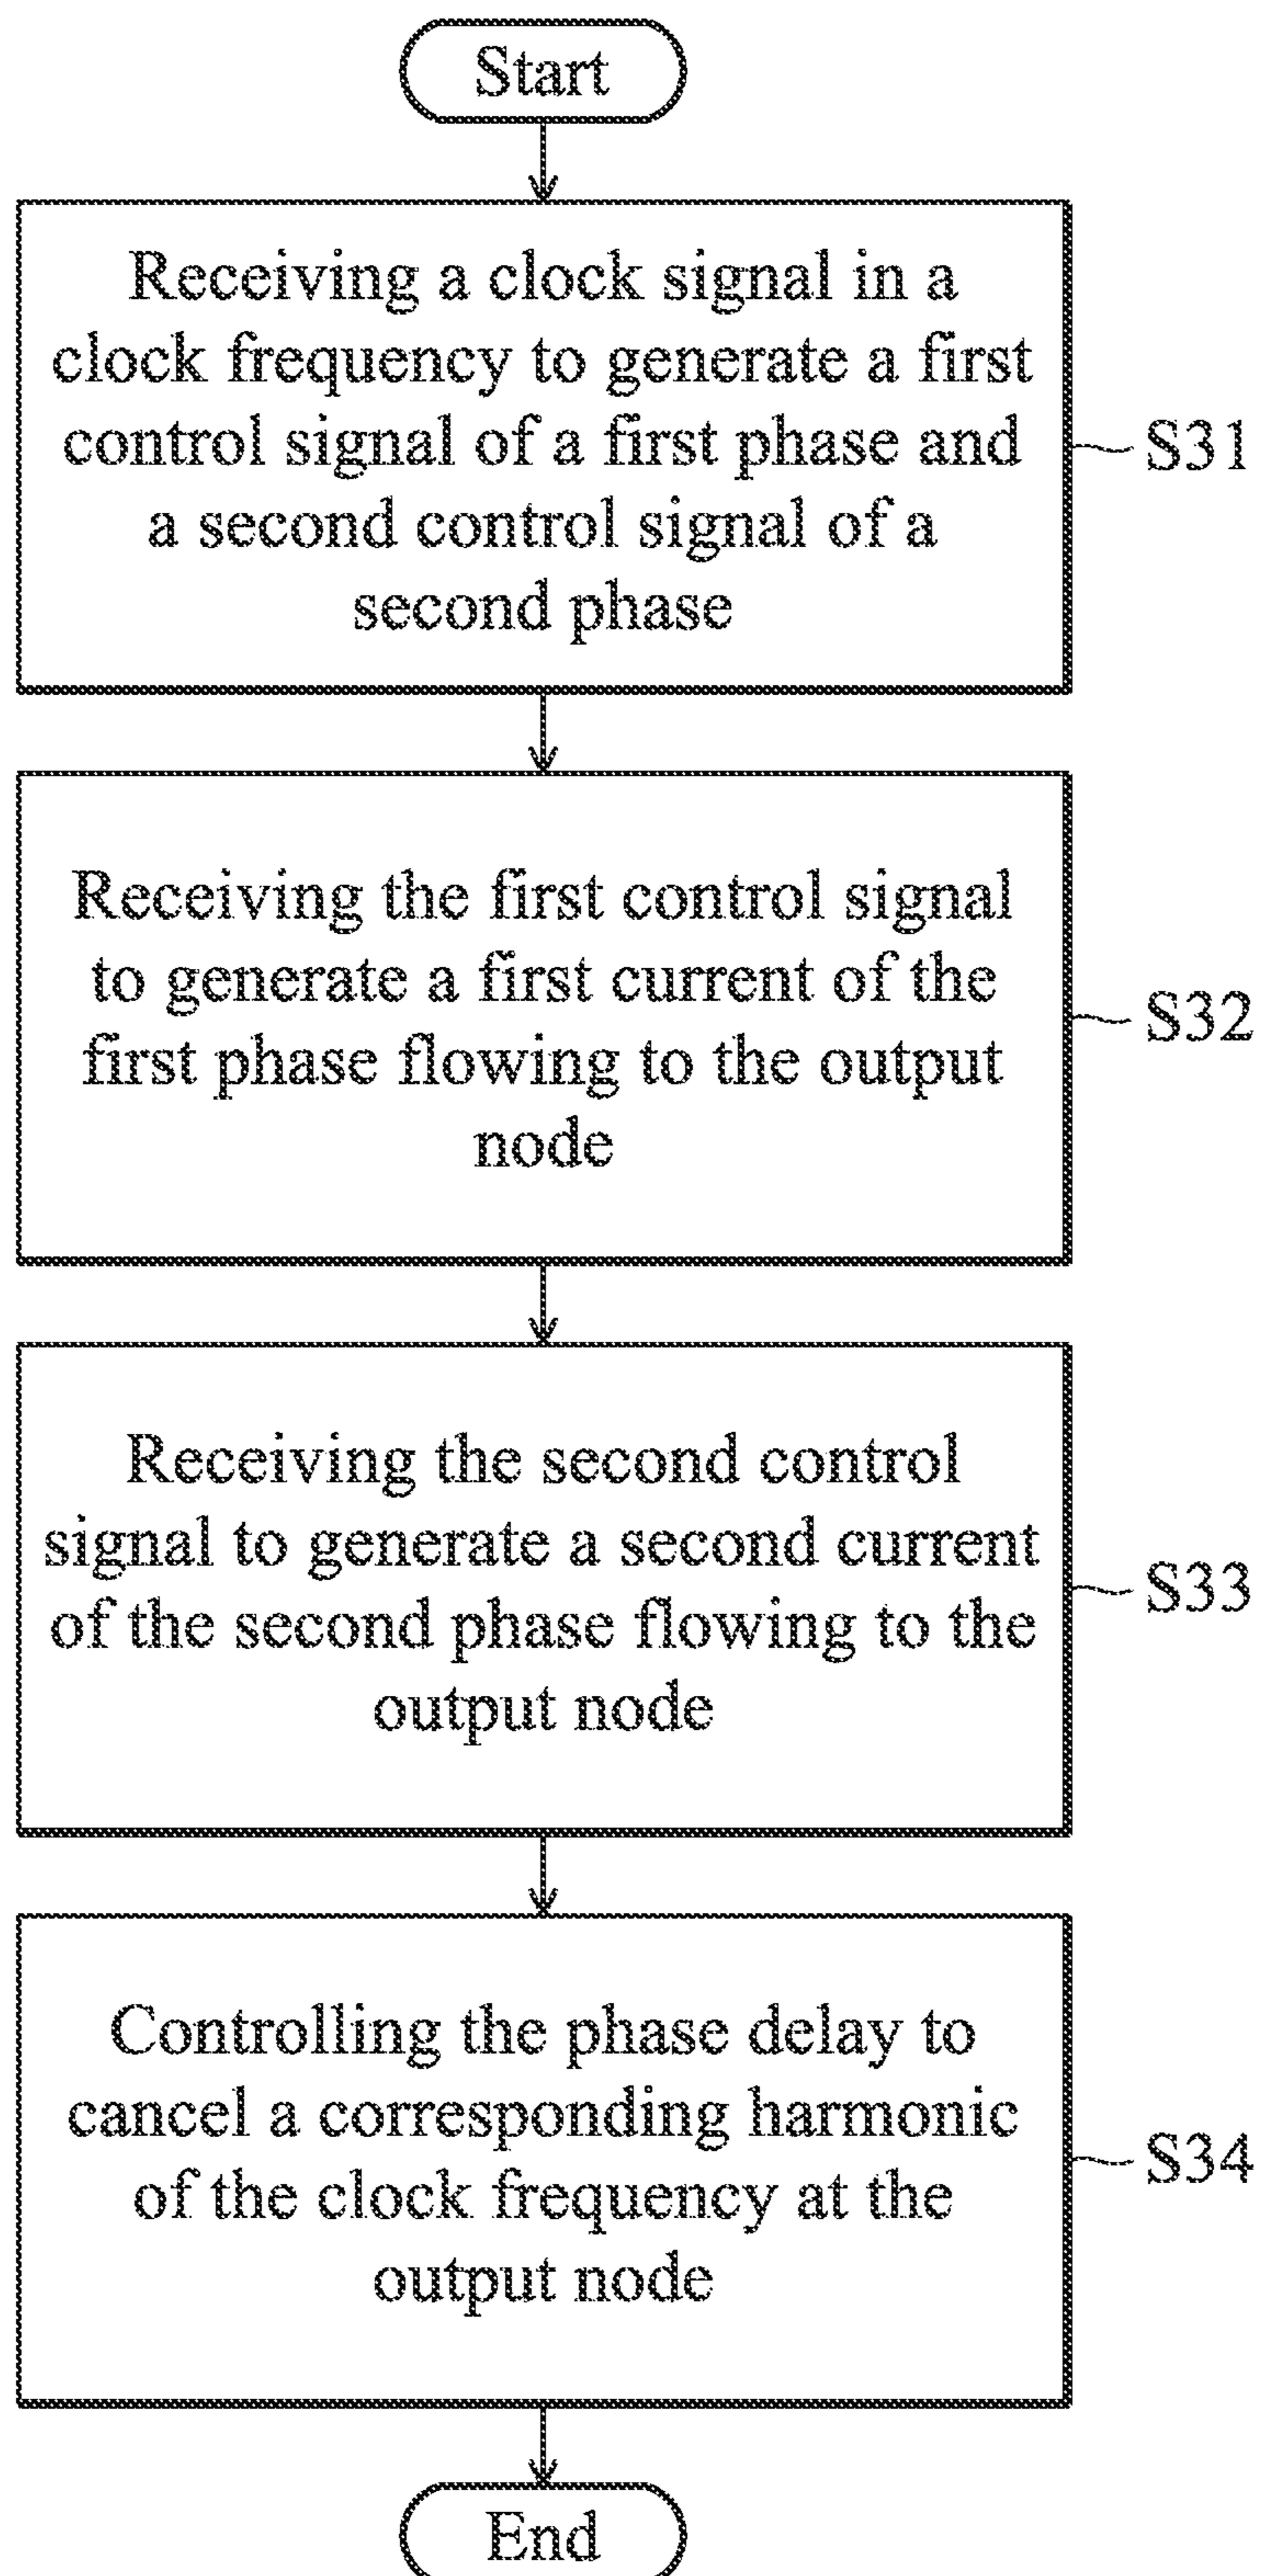 Start
Receiving a clock signal in a
clock frequency to generate a first
control signal of a first phase and
a second control signal of a
second phase
S31
Receiving the first control signal
to generate a first current of the
first phase flowing to the output
node
S32
Receiving the second control
signal to generate a second current
of the second phase flowing to the
output node
S33
Controlling the phase delay to
cancel a corresponding harmonic
of the clock frequency at the
output node
S34
End